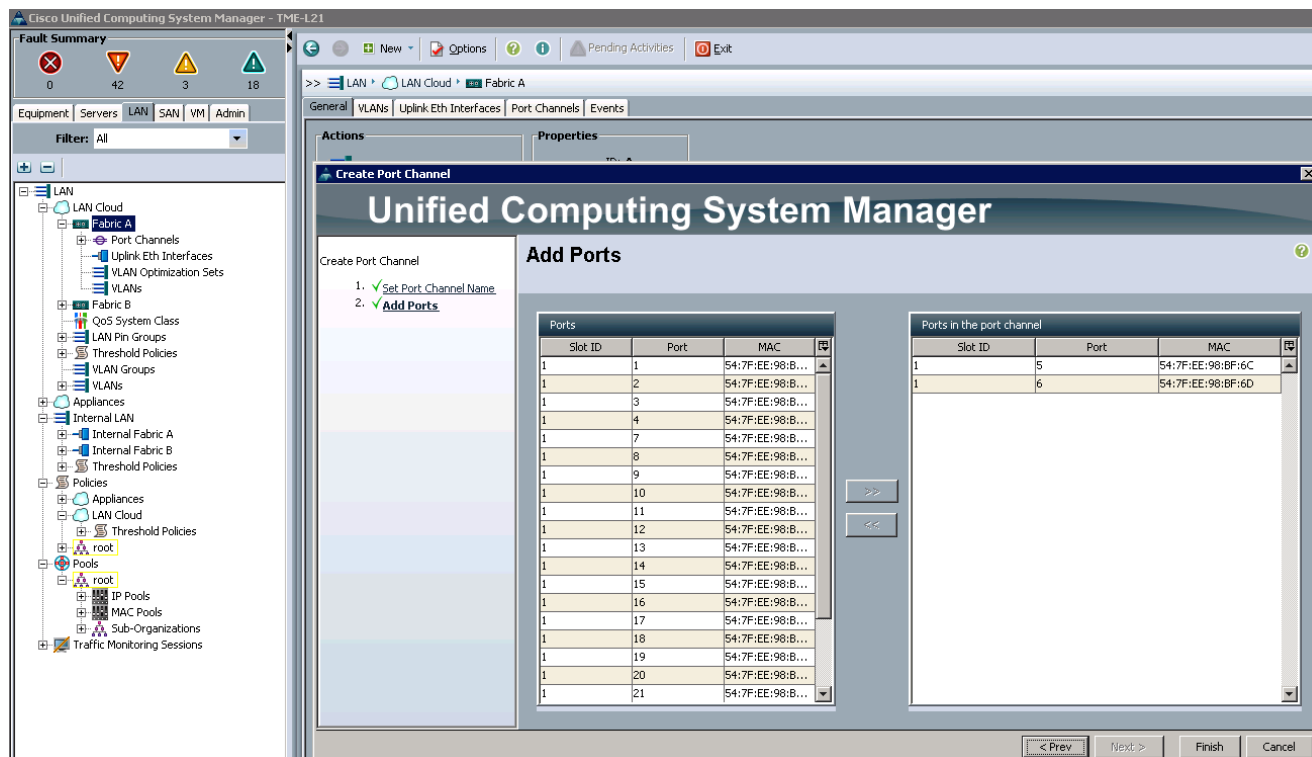 Cisco Unified Computing System Manager - TME-L21
Fault Summary
0 42 3 18
New Options Pending Activities Exit
>> LAN LAN Cloud Fabric A
Equipment Servers LAN SAN VM Admin
General VLANs Uplink Eth Interfaces Port Channels Events
Filter: All
Actions Properties
LAN
LAN Cloud
Fabric A
Port Channels
Uplink Eth Interfaces
VLAN Optimization Sets
VLANs
Fabric B
QoS System Class
LAN Pin Groups
Threshold Policies
VLAN Groups
VLANs
Appliances
Internal LAN
Internal Fabric A
Internal Fabric B
Threshold Policies
Policies
Appliances
LAN Cloud
Threshold Policies
root
Pools
root
IP Pools
MAC Pools
Sub-Organizations
Traffic Monitoring Sessions
Create Port Channel
Unified Computing System Manager
Create Port Channel
1. Set Port Channel Name
2. Add Ports
Add Ports
Ports
Slot ID Port MAC
1 1 54:7F:EE:98:B...
1 2 54:7F:EE:98:B...
1 3 54:7F:EE:98:B...
1 4 54:7F:EE:98:B...
1 7 54:7F:EE:98:B...
1 8 54:7F:EE:98:B...
1 9 54:7F:EE:98:B...
1 10 54:7F:EE:98:B...
1 11 54:7F:EE:98:B...
1 12 54:7F:EE:98:B...
1 13 54:7F:EE:98:B...
1 14 54:7F:EE:98:B...
1 15 54:7F:EE:98:B...
1 16 54:7F:EE:98:B...
1 17 54:7F:EE:98:B...
1 18 54:7F:EE:98:B...
1 19 54:7F:EE:98:B...
1 20 54:7F:EE:98:B...
1 21 54:7F:EE:98:B...
>>
<<
Ports in the port channel
Slot ID Port MAC
1 5 54:7F:EE:98:BF:6C
1 6 54:7F:EE:98:BF:6D
< Prev Next > Finish Cancel